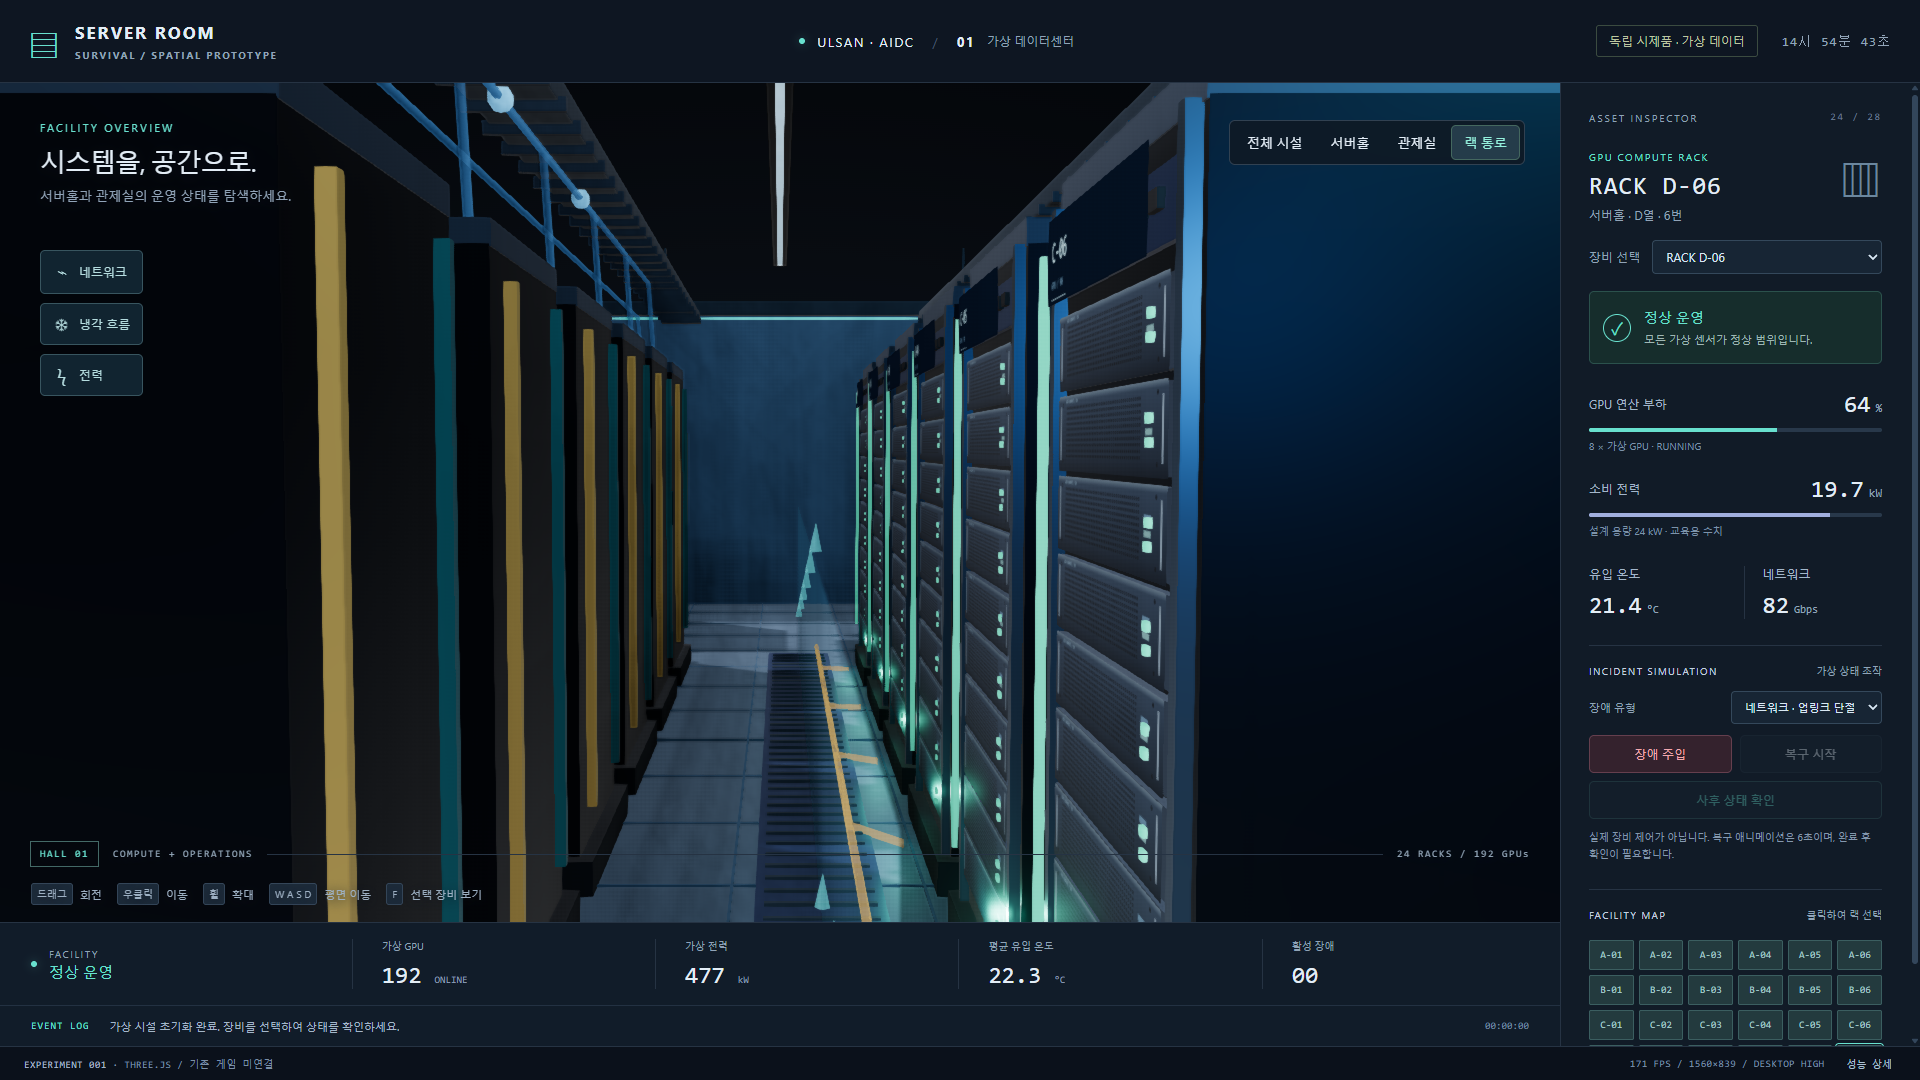 SERVER ROOM
SURVIVAL / SPATIAL PROTOTYPE
ULSAN · AIDC / 01 가상 데이터센터
독립 시제품 · 가상 데이터
14시 54분 43초
FACILITY OVERVIEW
시스템을, 공간으로.
서버홀과 관제실의 운영 상태를 탐색하세요.
네트워크
냉각 흐름
전력
전체 시설 서버홀 관제실 랙 통로
C-06
HALL 01 COMPUTE + OPERATIONS
24 RACKS / 192 GPUs
드래그 회전 우클릭 이동 휠 확대 WASD 평면 이동 F 선택 장비 보기
FACILITY
정상 운영
가상 GPU
192 ONLINE
가상 전력
477 kW
평균 유입 온도
22.3 °C
활성 장애
00
EVENT LOG 가상 시설 초기화 완료. 장비를 선택하여 상태를 확인하세요.
00:00:00
ASSET INSPECTOR 24 / 28
GPU COMPUTE RACK
RACK D-06
서버홀 · D열 · 6번
장비 선택 RACK D-06
정상 운영
모든 가상 센서가 정상 범위입니다.
GPU 연산 부하 64 %
8 × 가상 GPU · RUNNING
소비 전력 19.7 kW
설계 용량 24 kW · 교육용 수치
유입 온도 네트워크
21.4 °C 82 Gbps
INCIDENT SIMULATION 가상 상태 조작
장애 유형 네트워크 · 업링크 단절
장애 주입 복구 시작
사후 상태 확인
실제 장비 제어가 아닙니다. 복구 애니메이션은 6초이며, 완료 후
확인이 필요합니다.
FACILITY MAP 클릭하여 랙 선택
A-01 A-02 A-03 A-04 A-05 A-06
B-01 B-02 B-03 B-04 B-05 B-06
C-01 C-02 C-03 C-04 C-05 C-06
EXPERIMENT 001 · THREE.JS / 기존 게임 미연결
171 FPS / 1560×839 / DESKTOP HIGH 성능 상세